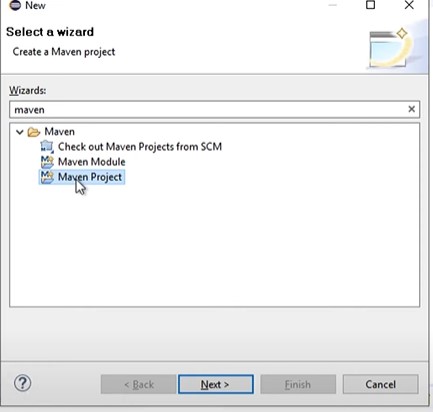 New
Select a wizard
Create a Maven project
Wizards:
maven
Maven
Check out Maven Projects from SCM
Maven Module
Maven Project
< Back
Next >
Finish
Cancel